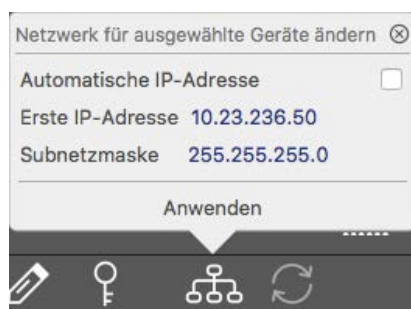 Netzwerk für ausgewählte Geräte ändern
Automatische IP-Adresse
Erste IP-Adresse 10.23.236.50
Subnetzmaske 255.255.255.0
Anwenden